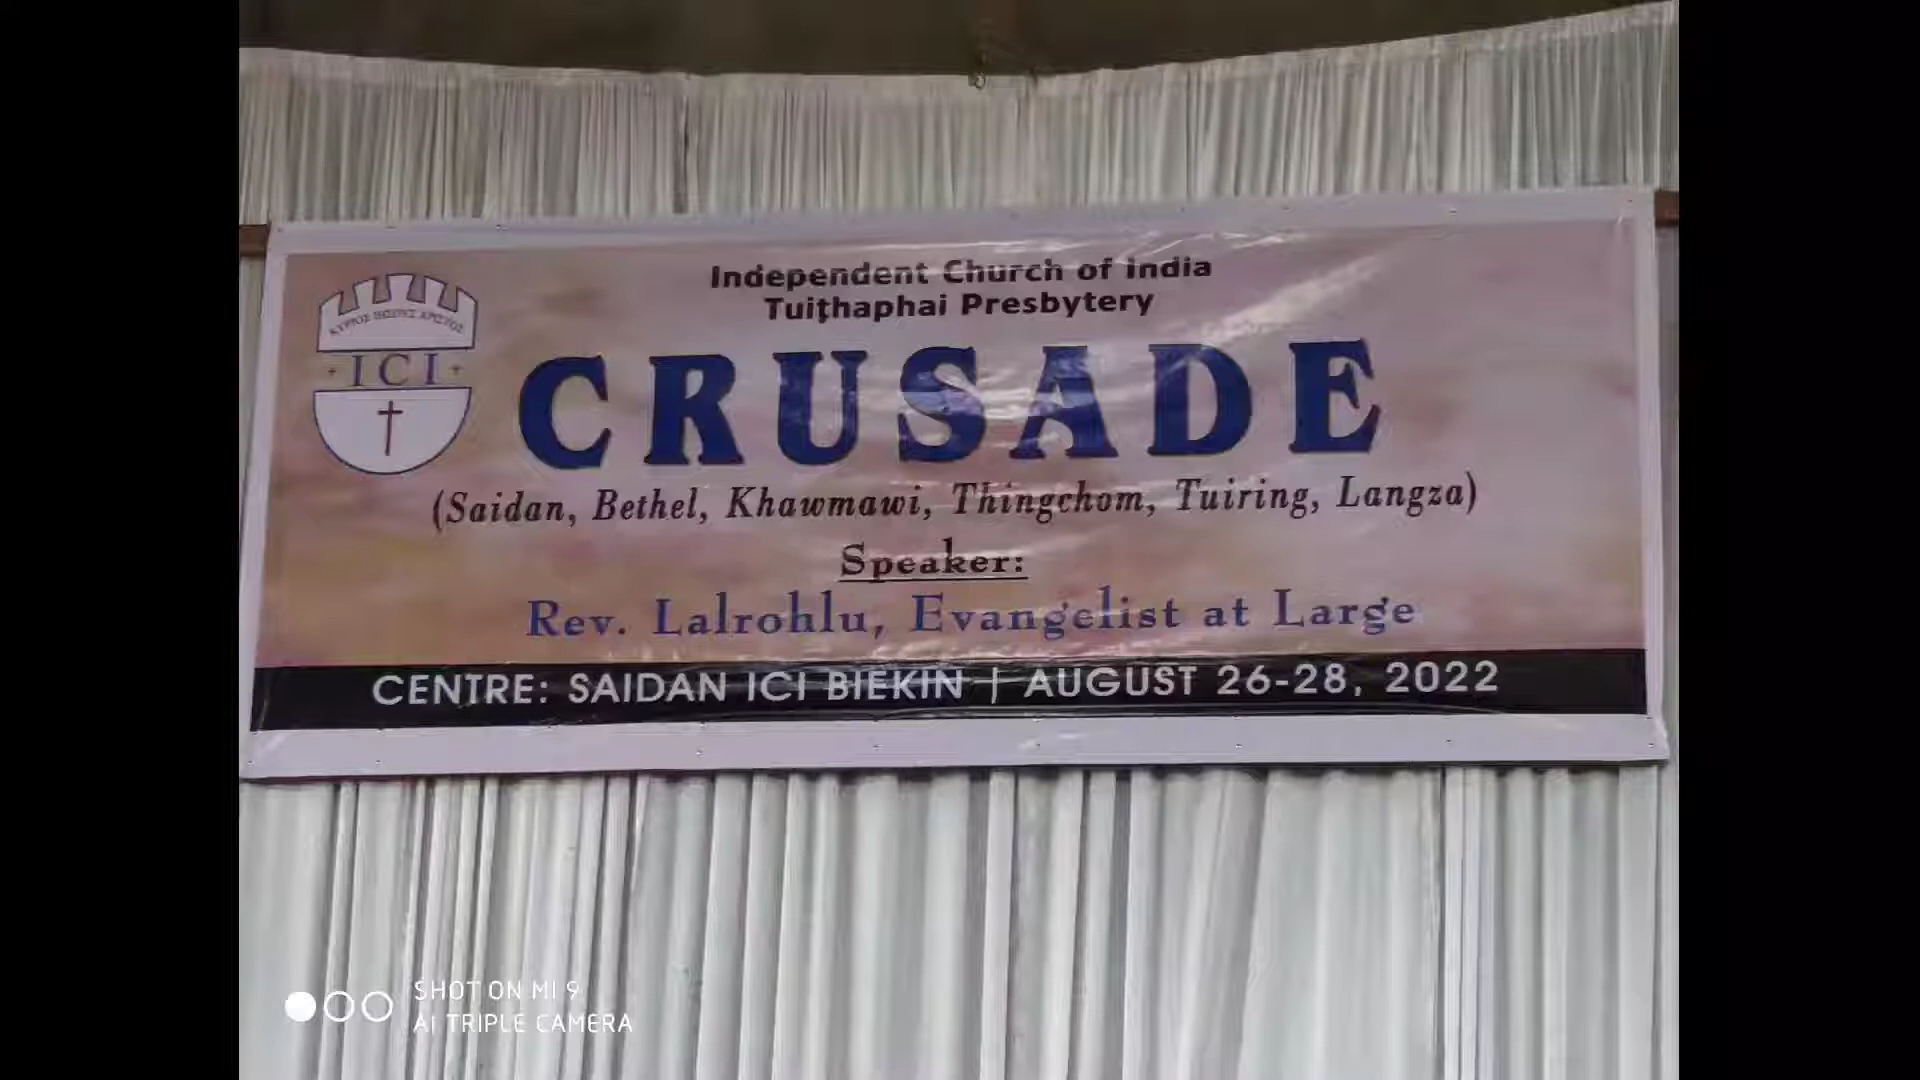 Independent Church of India
Tuiṭhaphai Presbytery
ICI
CRUSADE
(Saidan, Bethel, Khawmawi, Thingchom, Tuiring, Langza)
Speaker:
Rev. Lalrohlu, Evangelist at Large
CENTRE: SAIDAN ICI BIEKIN | AUGUST 26-28, 2022
SHOT ON MI 9
AI TRIPLE CAMERA